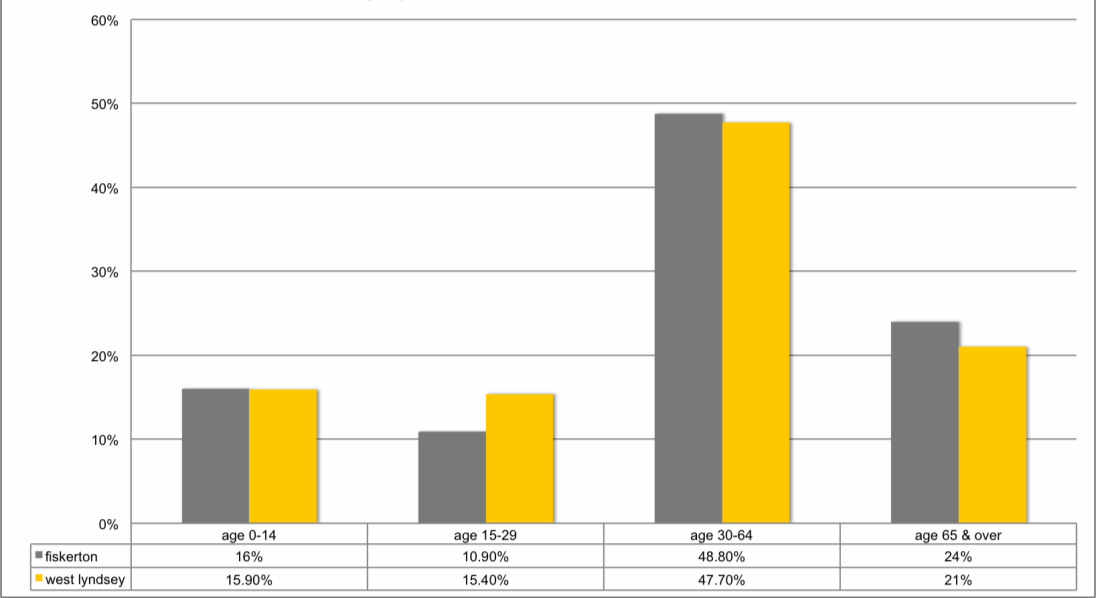 60%
50%
40%
30%
20%
10%
0%
age 0-14 age 15-29 age 30-64 age 65 & over
fiskerton 16% 10.90% 48.80% 24%
west lyndsey 15.90% 15.40% 47.70% 21%